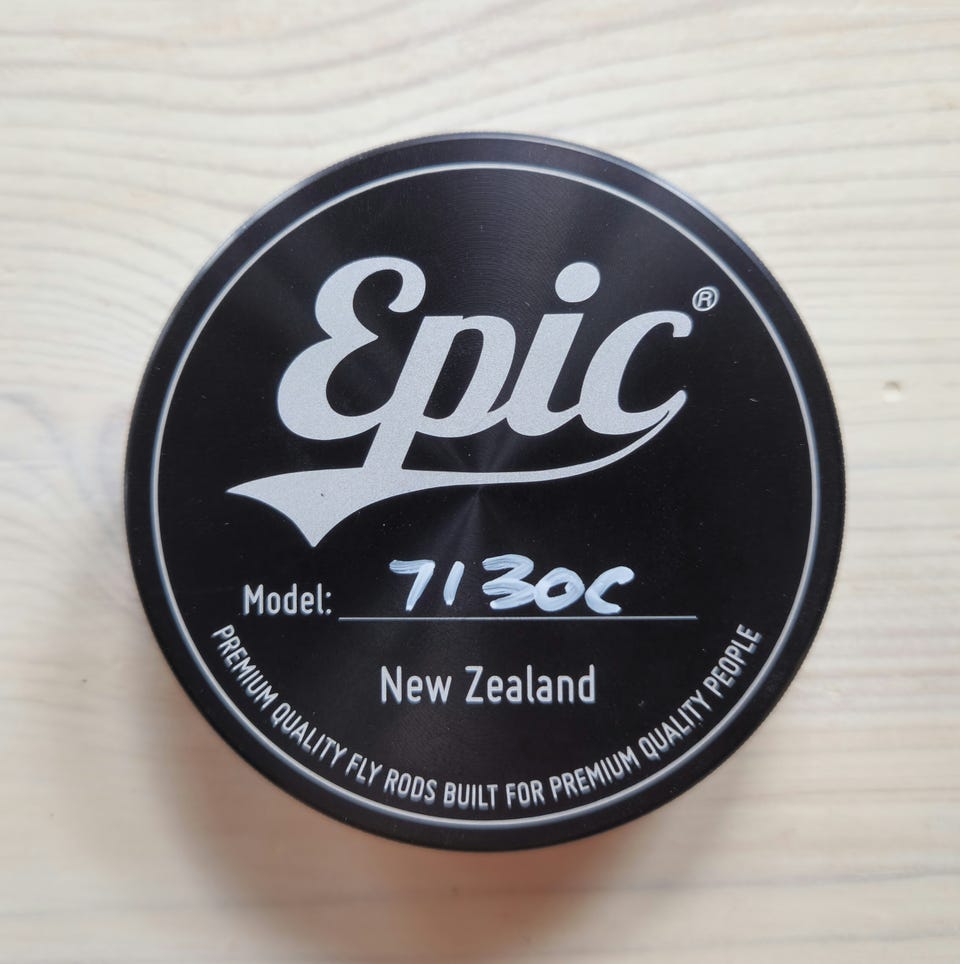 Epic®
Model: 7130C
New Zealand
PREMIUM QUALITY FLY RODS BUILT FOR PREMIUM QUALITY PEOPLE